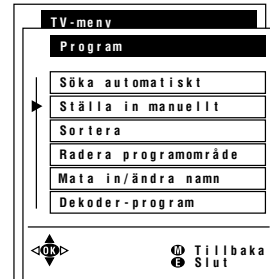 TV-meny
Program
Söka automatiskt
Ställa in manuellt
Sortera
Radera programområde
Mata in/ändra namn
Dekoder-program
OK
M Tillbaka
E Slut